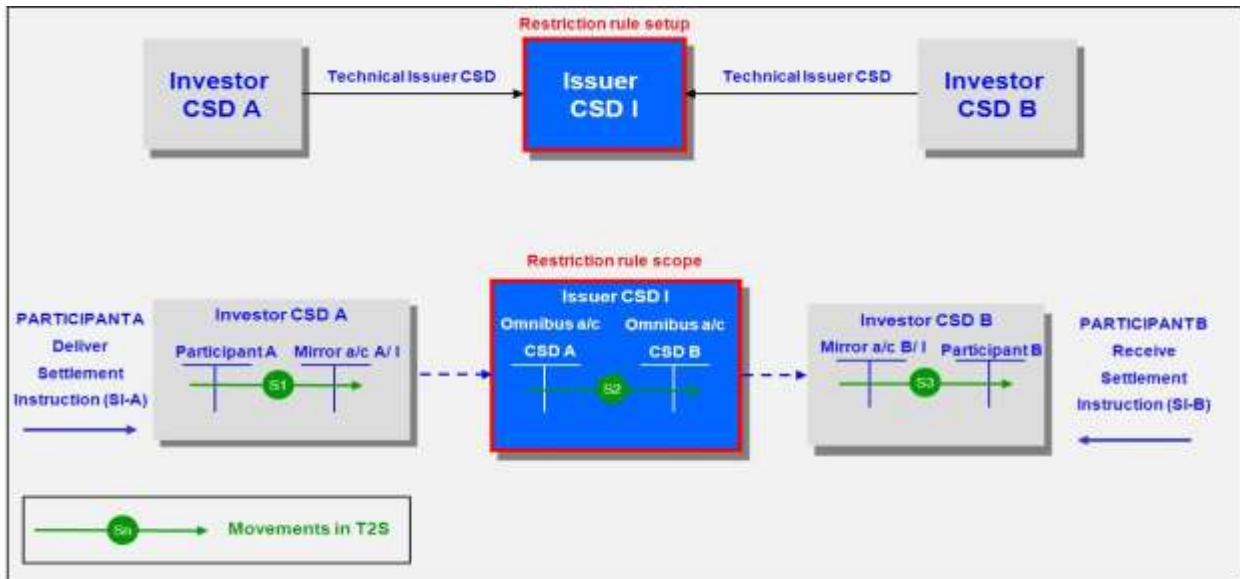 Restriction rule setup
Investor
CSD A
Technical Issuer CSD
Issuer
CSD I
Technical Issuer CSD
Investor
CSD B
Restriction rule scope
PARTICIPANT A
Deliver
Settlement
Instruction (SI-A)
Investor CSD A
Participant A
Mirror a/c A/ I
S1
Issuer CSD I
Omnibus a/c
CSD A
Omnibus a/c
CSD B
S2
Investor CSD B
Mirror a/c B/ I
Participant B
S3
PARTICIPANT B
Receive
Settlement
Instruction (SI-B)
Sn
Movements in T2S